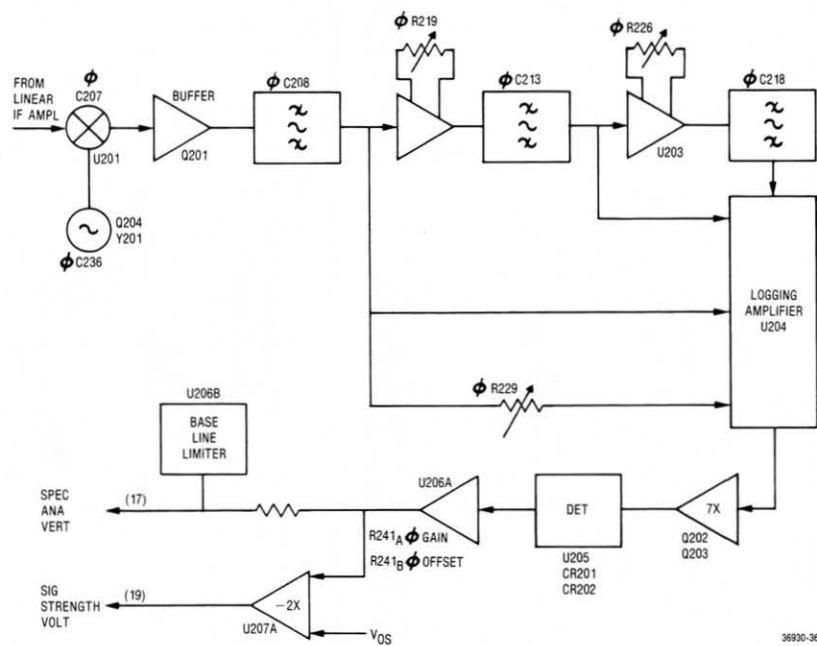 FROM
LINEAR
IF AMPL
ϕ
C207
U201
Q204
Y201
ϕ C236
BUFFER
Q201
ϕ C208
ϕ R219
ϕ C213
ϕ R226
U203
ϕ C218
LOGGING
AMPLIFIER
U204
ϕ R229
7X
Q202
Q203
DET
U205
CR201
CR202
U206A
R241A ϕ GAIN
R241B ϕ OFFSET
U206B
BASE
LINE
LIMITER
SPEC
ANA
VERT
(17)
SIG
STRENGTH
VOLT
(19)
−2X
U207A
VOS
36930-36